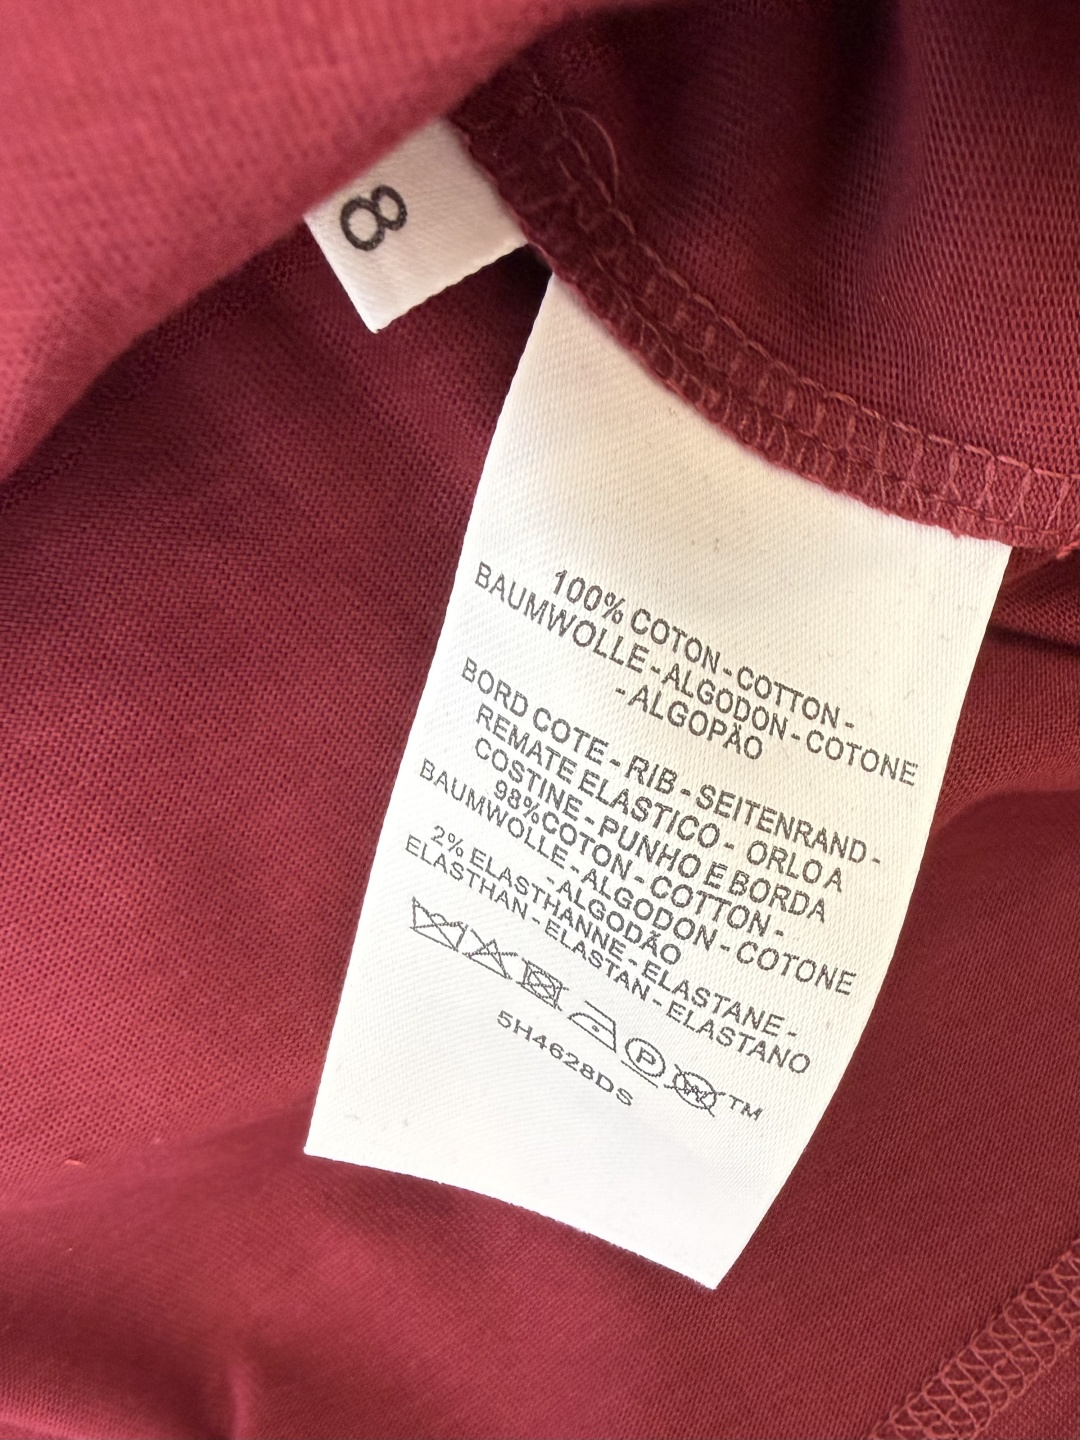 8
100% COTON-COTTON-
BAUMWOLLE-ALGODON-COTONE
-ALGOPÃO
BORD COTE-RIB-SEITENRAND-
REMATE ELASTICO- ORLO A
COSTINE-PUNHO E BORDA
98%COTON-COTTON-
BAUMWOLLE-ALGODON-COTONE
-ALGODÃO
2% ELASTHANNE-ELASTANE-
ELASTHAN-ELASTAN-ELASTANO
P W TM
5H4628DS